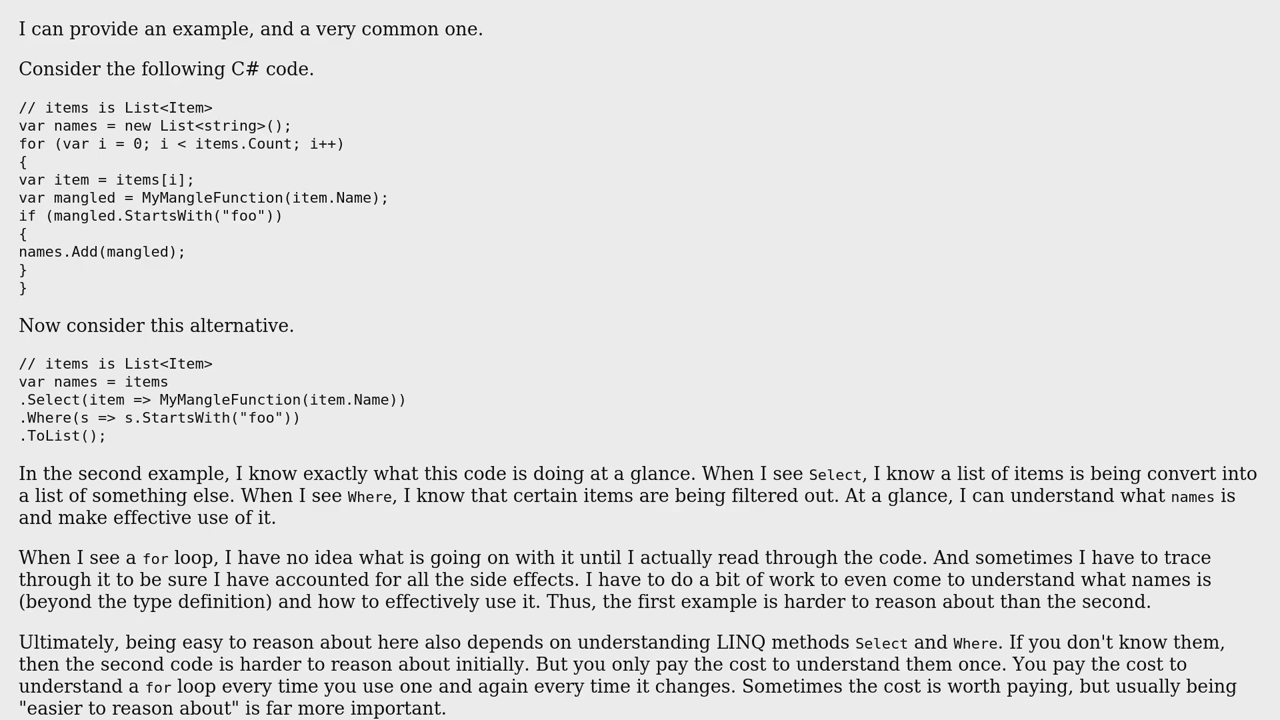 I can provide an example, and a very common one.
Consider the following C# code.
// items is List<Item>
var names = new List<string>();
for (var i = 0; i < items.Count; i++)
{
var item = items[i];
var mangled = MyMangleFunction(item.Name);
if (mangled.StartsWith("foo"))
{
names.Add(mangled);
}
}
Now consider this alternative.
// items is List<Item>
var names = items
.Select(item => MyMangleFunction(item.Name))
.Where(s => s.StartsWith("foo"))
.ToList();
In the second example, I know exactly what this code is doing at a glance. When I see Select, I know a list of items is being convert into
a list of something else. When I see Where, I know that certain items are being filtered out. At a glance, I can understand what names is
and make effective use of it.
When I see a for loop, I have no idea what is going on with it until I actually read through the code. And sometimes I have to trace
through it to be sure I have accounted for all the side effects. I have to do a bit of work to even come to understand what names is
(beyond the type definition) and how to effectively use it. Thus, the first example is harder to reason about than the second.
Ultimately, being easy to reason about here also depends on understanding LINQ methods Select and Where. If you don't know them,
then the second code is harder to reason about initially. But you only pay the cost to understand them once. You pay the cost to
understand a for loop every time you use one and again every time it changes. Sometimes the cost is worth paying, but usually being
"easier to reason about" is far more important.